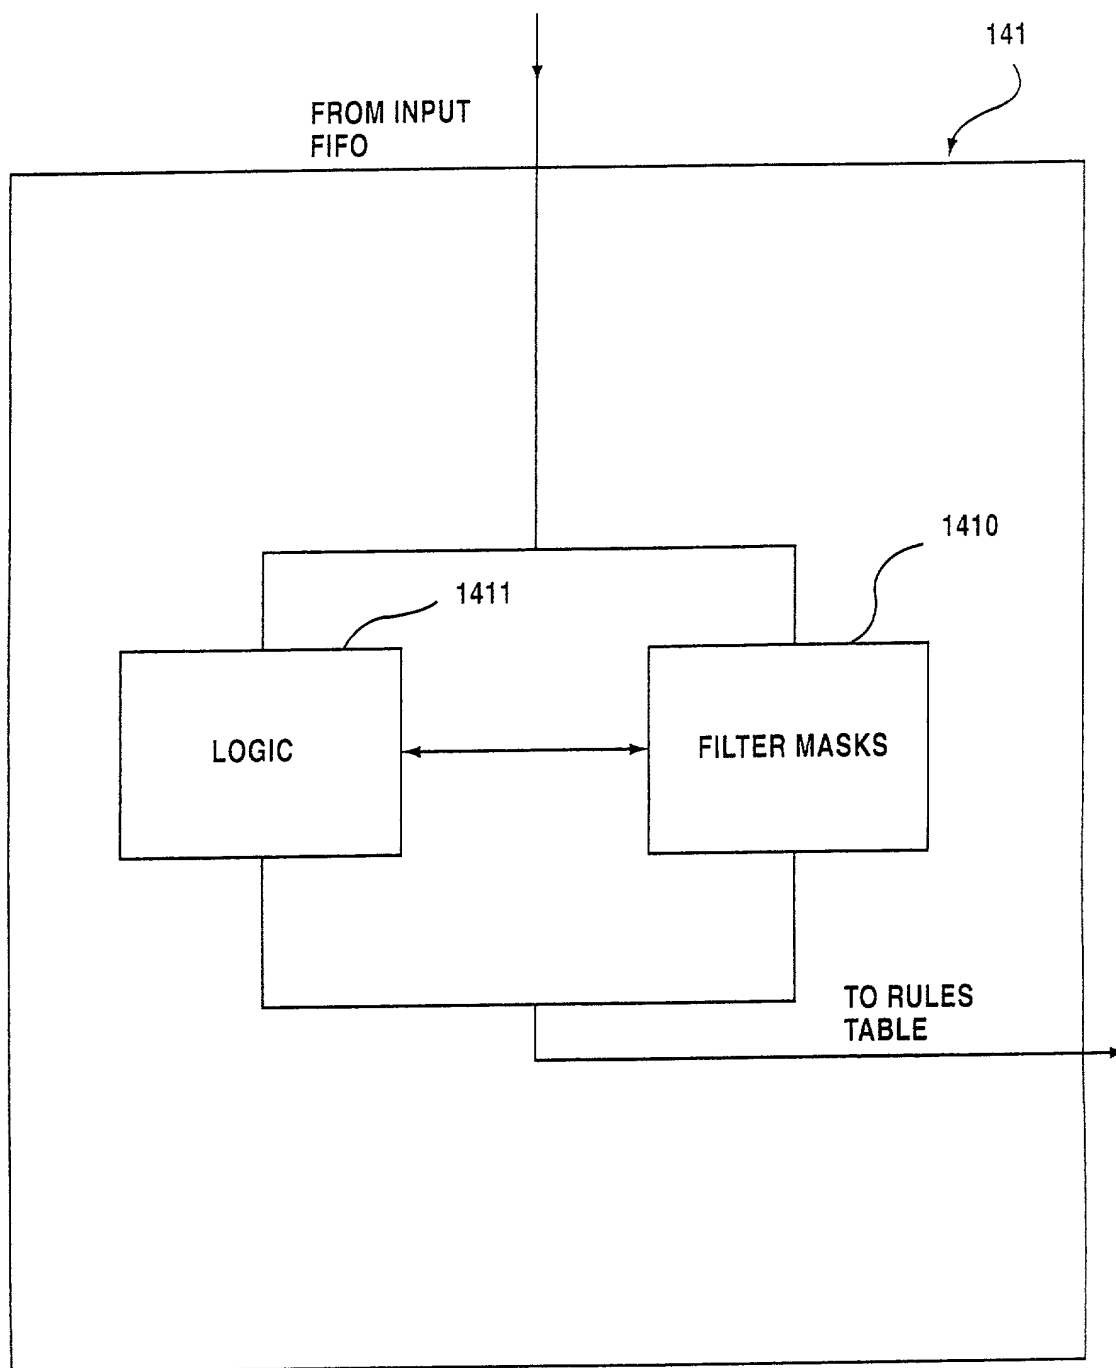 141
FROM INPUT
FIFO
1410
1411
LOGIC
FILTER MASKS
TO RULES
TABLE